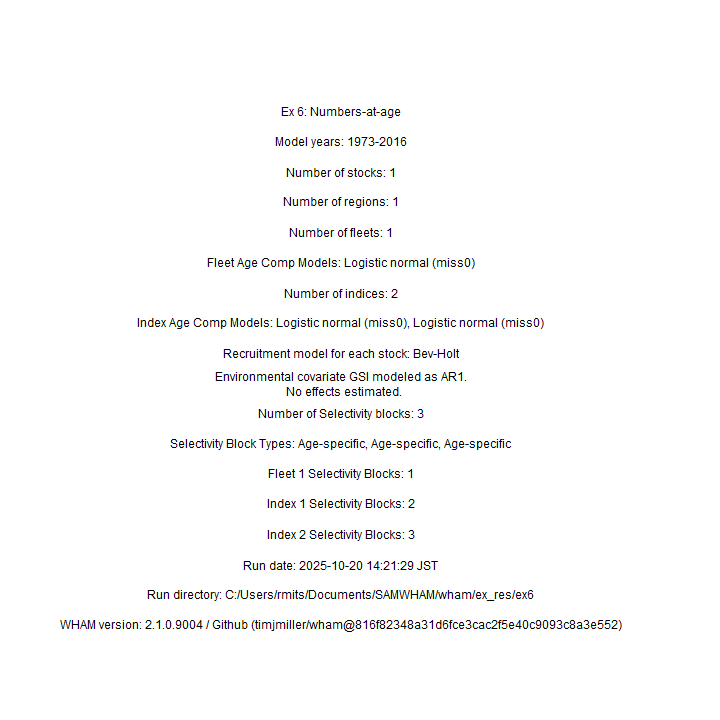 Ex 6: Numbers-at-age
Model years: 1973-2016
Number of stocks: 1
Number of regions: 1
Number of fleets: 1
Fleet Age Comp Models: Logistic normal (miss0)
Number of indices: 2
Index Age Comp Models: Logistic normal (miss0), Logistic normal (miss0)
Recruitment model for each stock: Bev-Holt
Environmental covariate GSI modeled as AR1.
No effects estimated.
Number of Selectivity blocks: 3
Selectivity Block Types: Age-specific, Age-specific, Age-specific
Fleet 1 Selectivity Blocks: 1
Index 1 Selectivity Blocks: 2
Index 2 Selectivity Blocks: 3
Run date: 2025-10-20 14:21:29 JST
Run directory: C:/Users/rmits/Documents/SAMWHAM/wham/ex_res/ex6
WHAM version: 2.1.0.9004 / Github (timjmiller/wham@816f82348a31d6fce3cac2f5e40c9093c8a3e552)